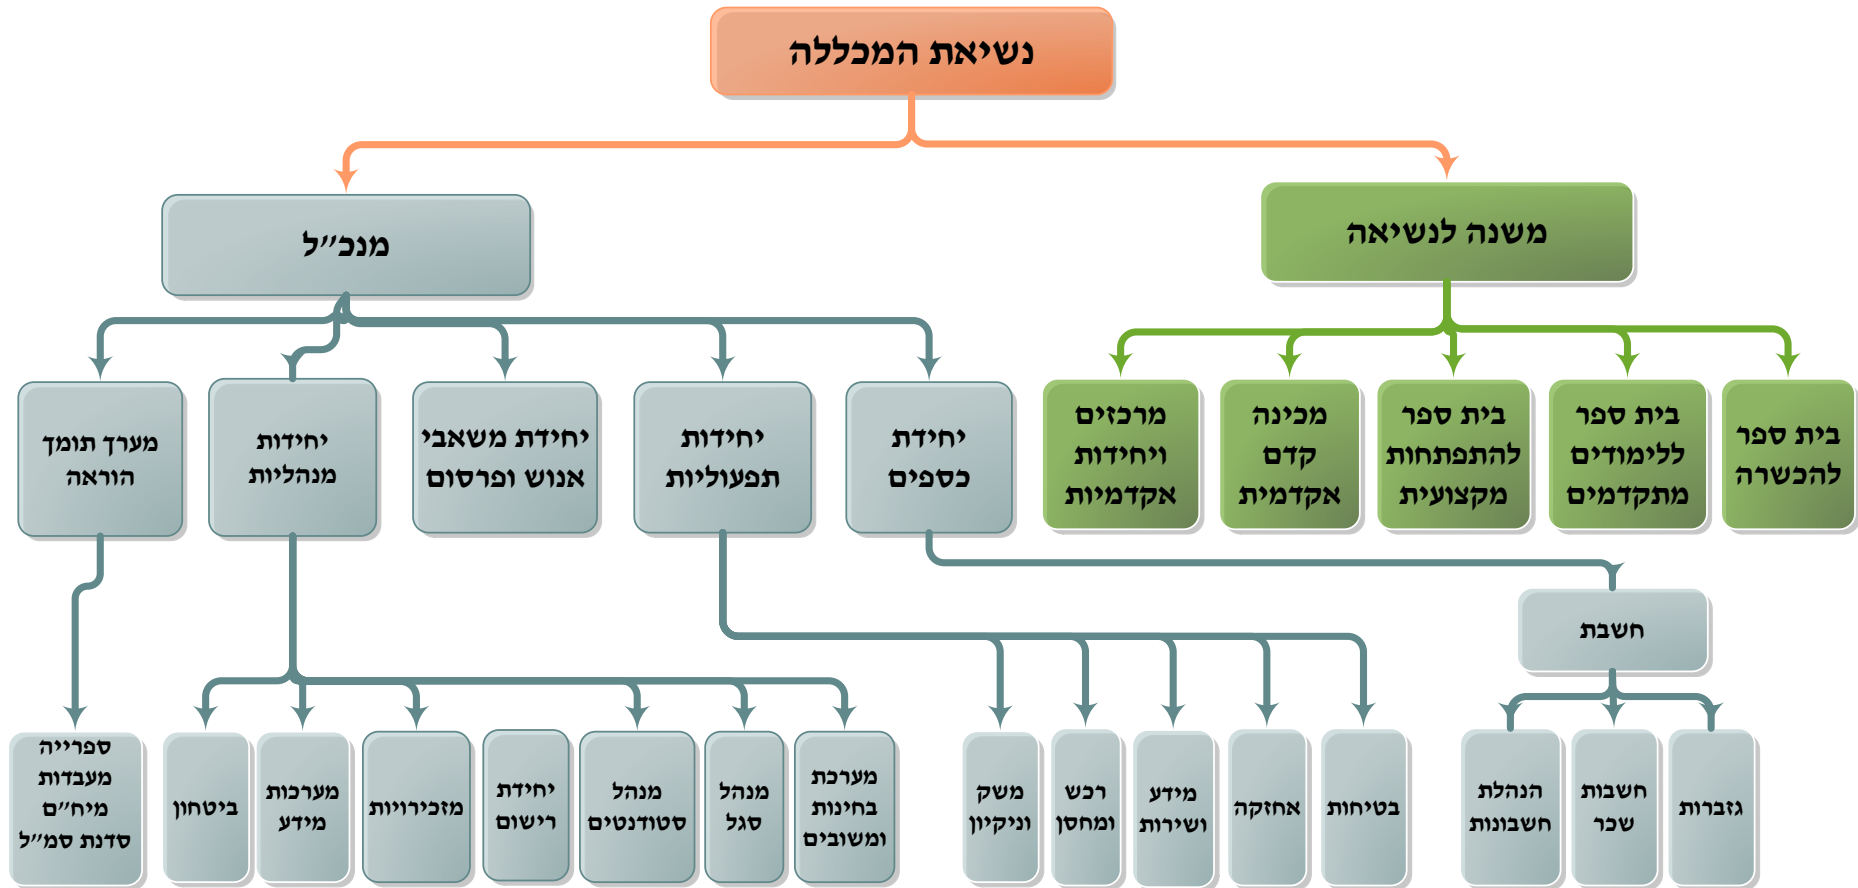 נשיאת המכללה
משנה לנשיאה
מנכ״ל
בית ספר
להכשרה
בית ספר
ללימודים
מתקדמים
בית ספר
להתפתחות
מקצועית
מכינה
קדם
אקדמית
מרכזים
ויחידות
אקדמיות
יחידת
כספים
יחידות
תפעוליות
יחידת משאבי
אנוש ופרסום
יחידות
מנהליות
מערך תומך
הוראה
חשבת
גזברות
חשבות
שכר
הנהלת
חשבונות
בטיחות
אחזקה
מידע
ושירות
רכש
ומחסן
משק
וניקיון
מערכת
בחינות
ומשובים
מנהל
סגל
מנהל
סטודנטים
יחידת
רישום
מזכירויות
מערכות
מידע
ביטחון
ספרייה
מעבדות
מיח״ם
סדנת סמ״ל